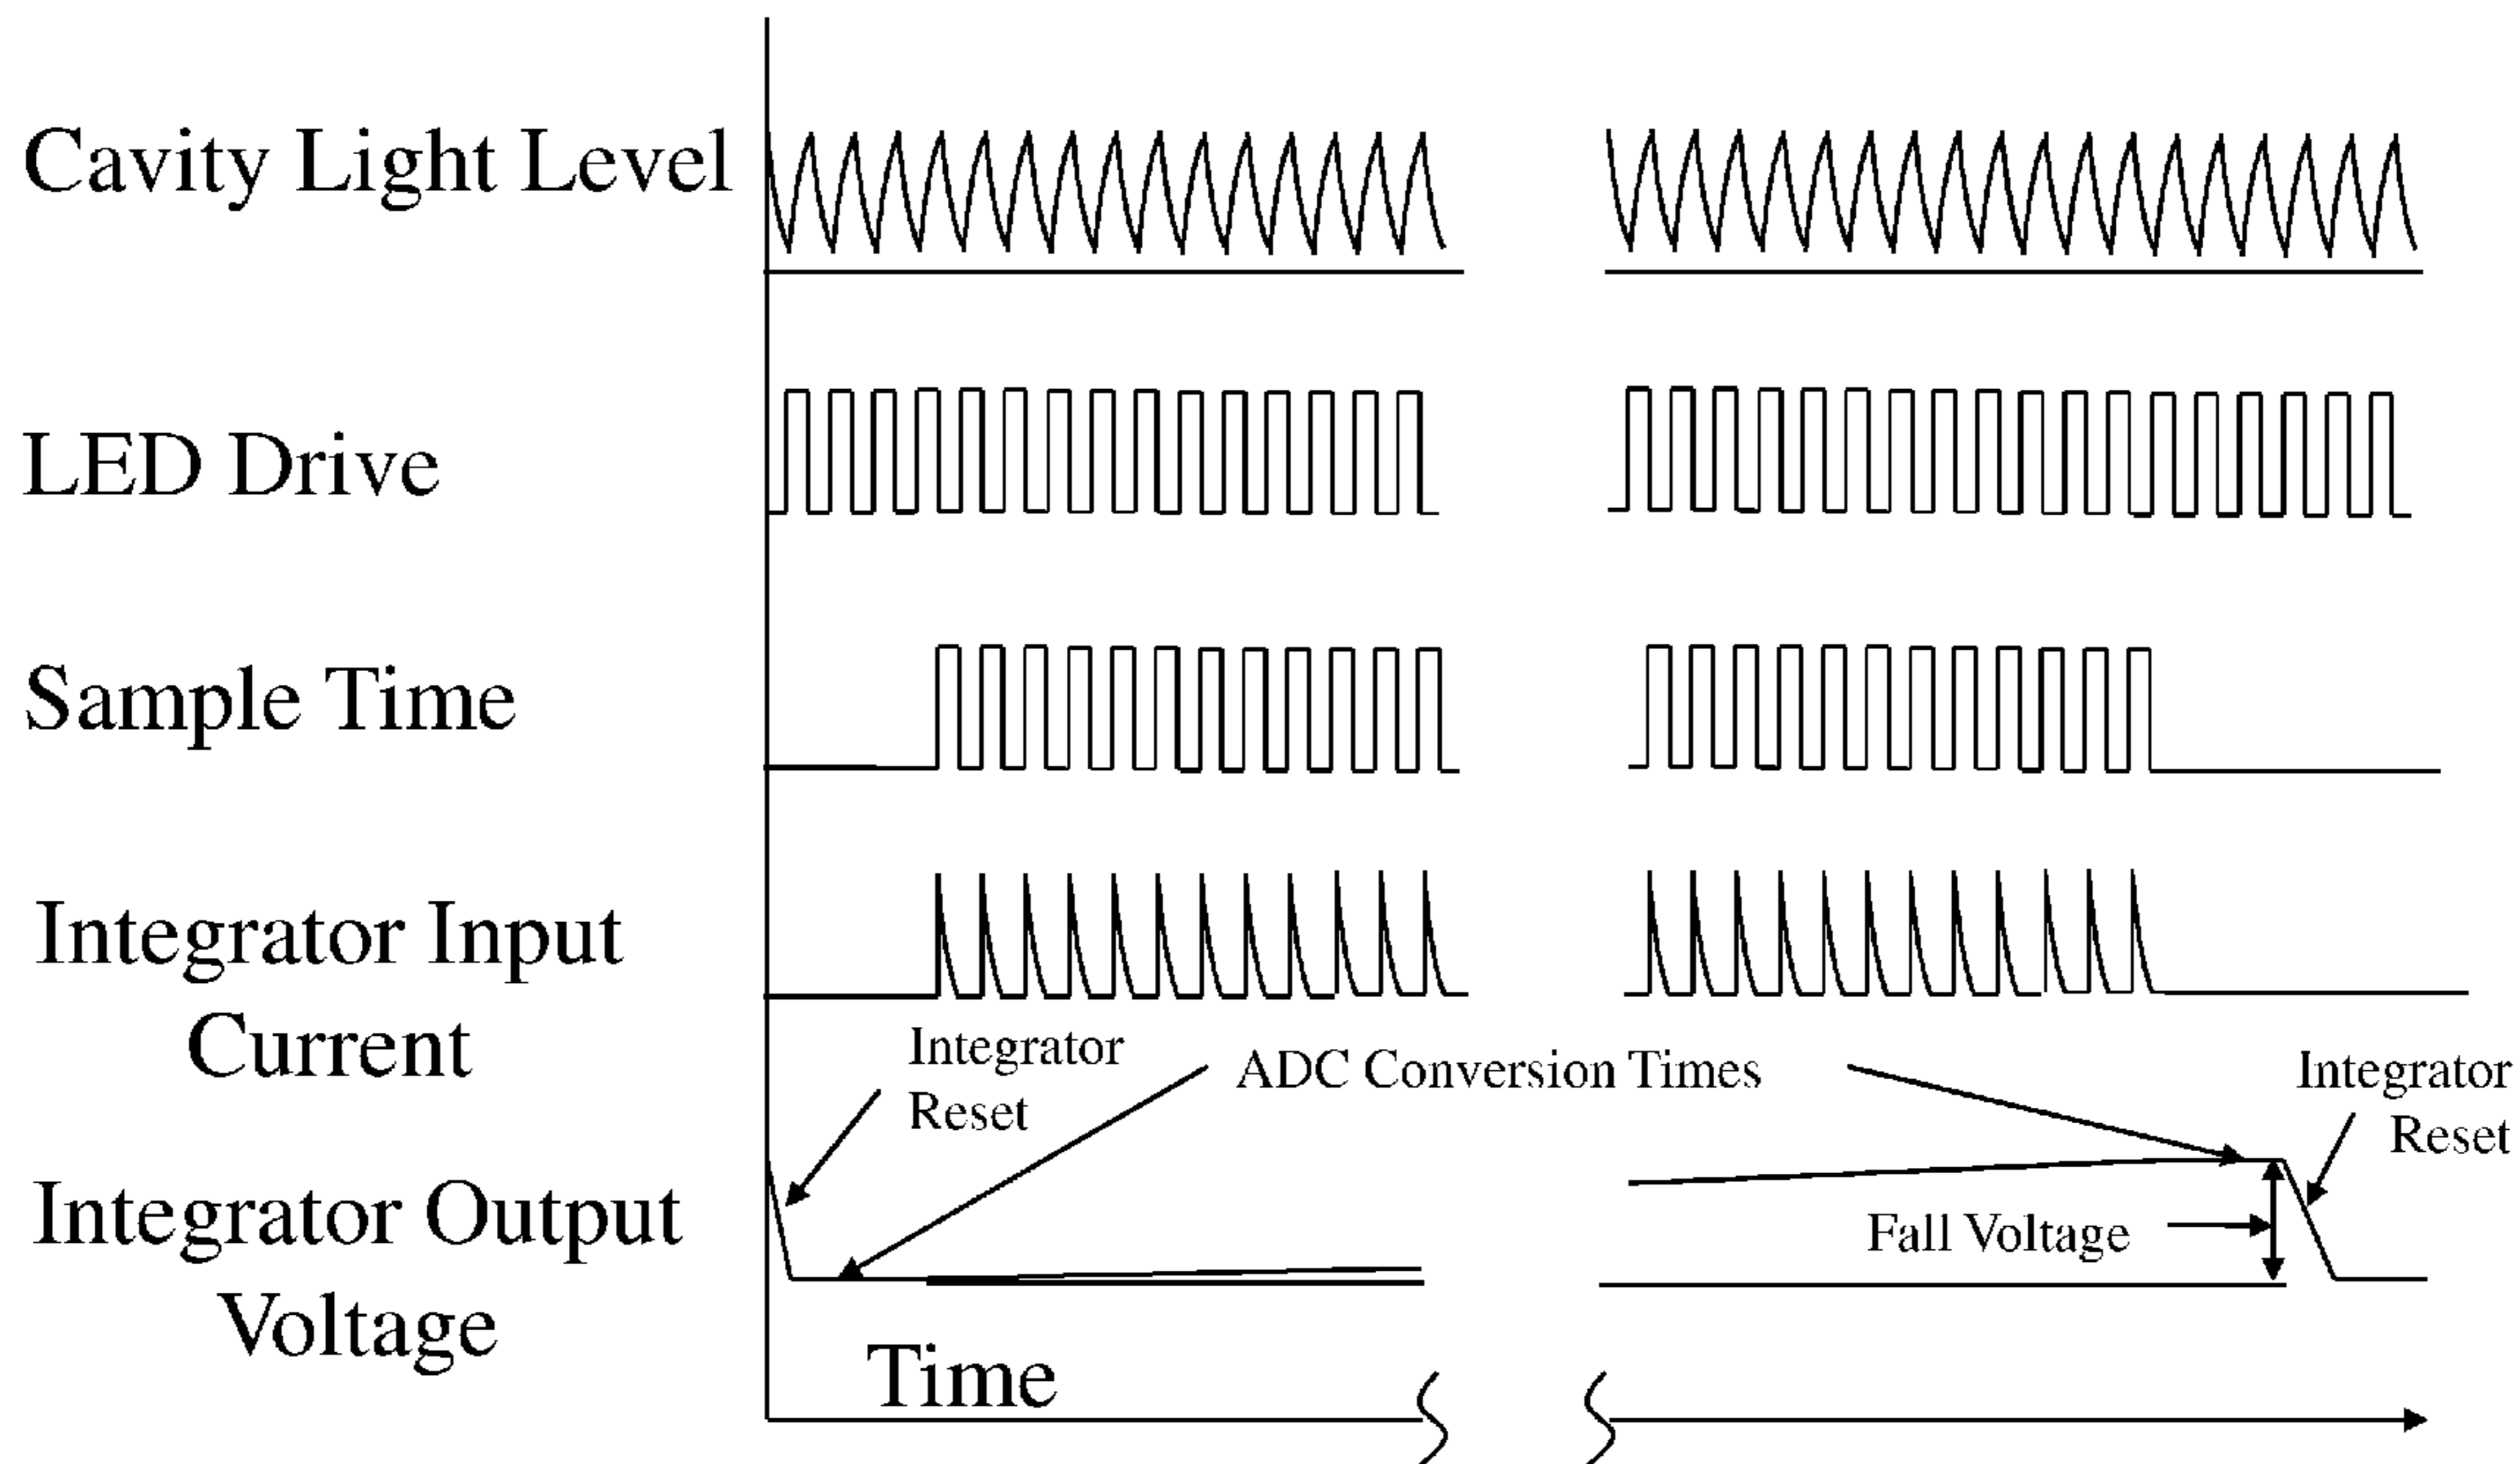 Cavity Light Level
LED Drive
Sample Time
Integrator Input
Current
Integrator
Reset
ADC Conversion Times
Integrator
Reset
Integrator Output
Voltage
Fall Voltage
Time